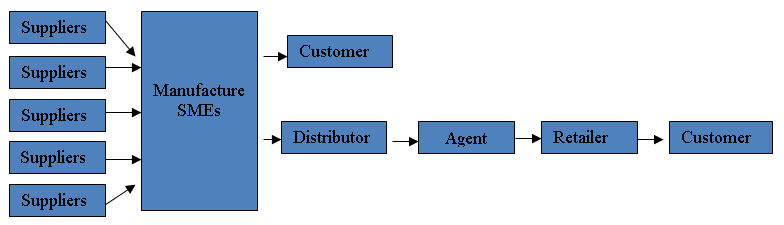 Suppliers
Suppliers
Suppliers
Suppliers
Suppliers
Manufacture
SMEs
Customer
Distributor
Agent
Retailer
Customer